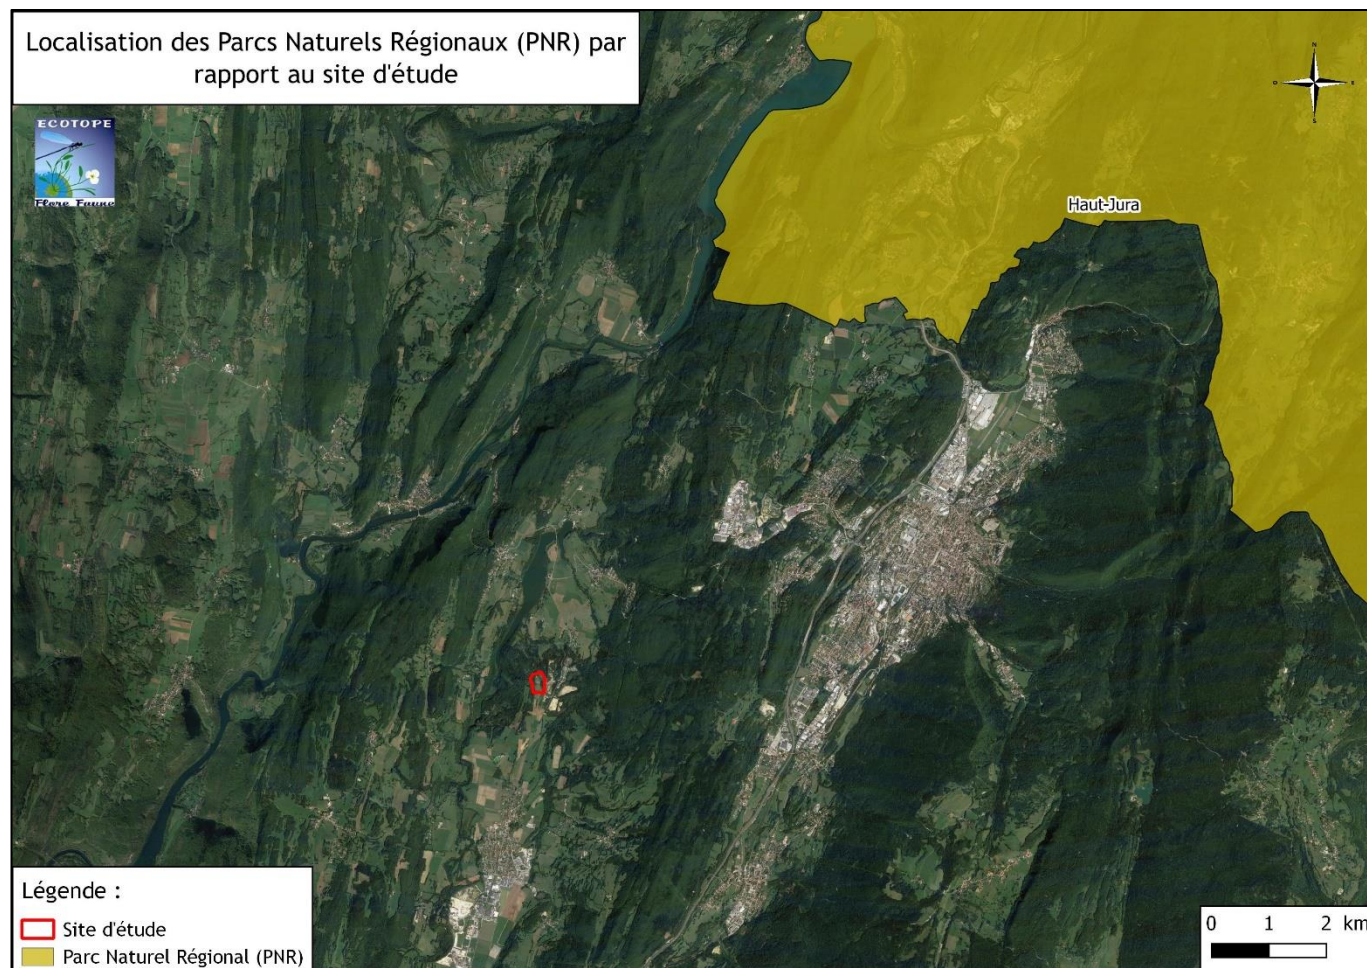 Localisation des Parcs Naturels Régionaux (PNR) par
rapport au site d'étude
ECOTOPE
Flore Faune
N
O
E
S
Haut-Jura
Légende :
Site d'étude
Parc Naturel Régional (PNR)
0 1 2 km